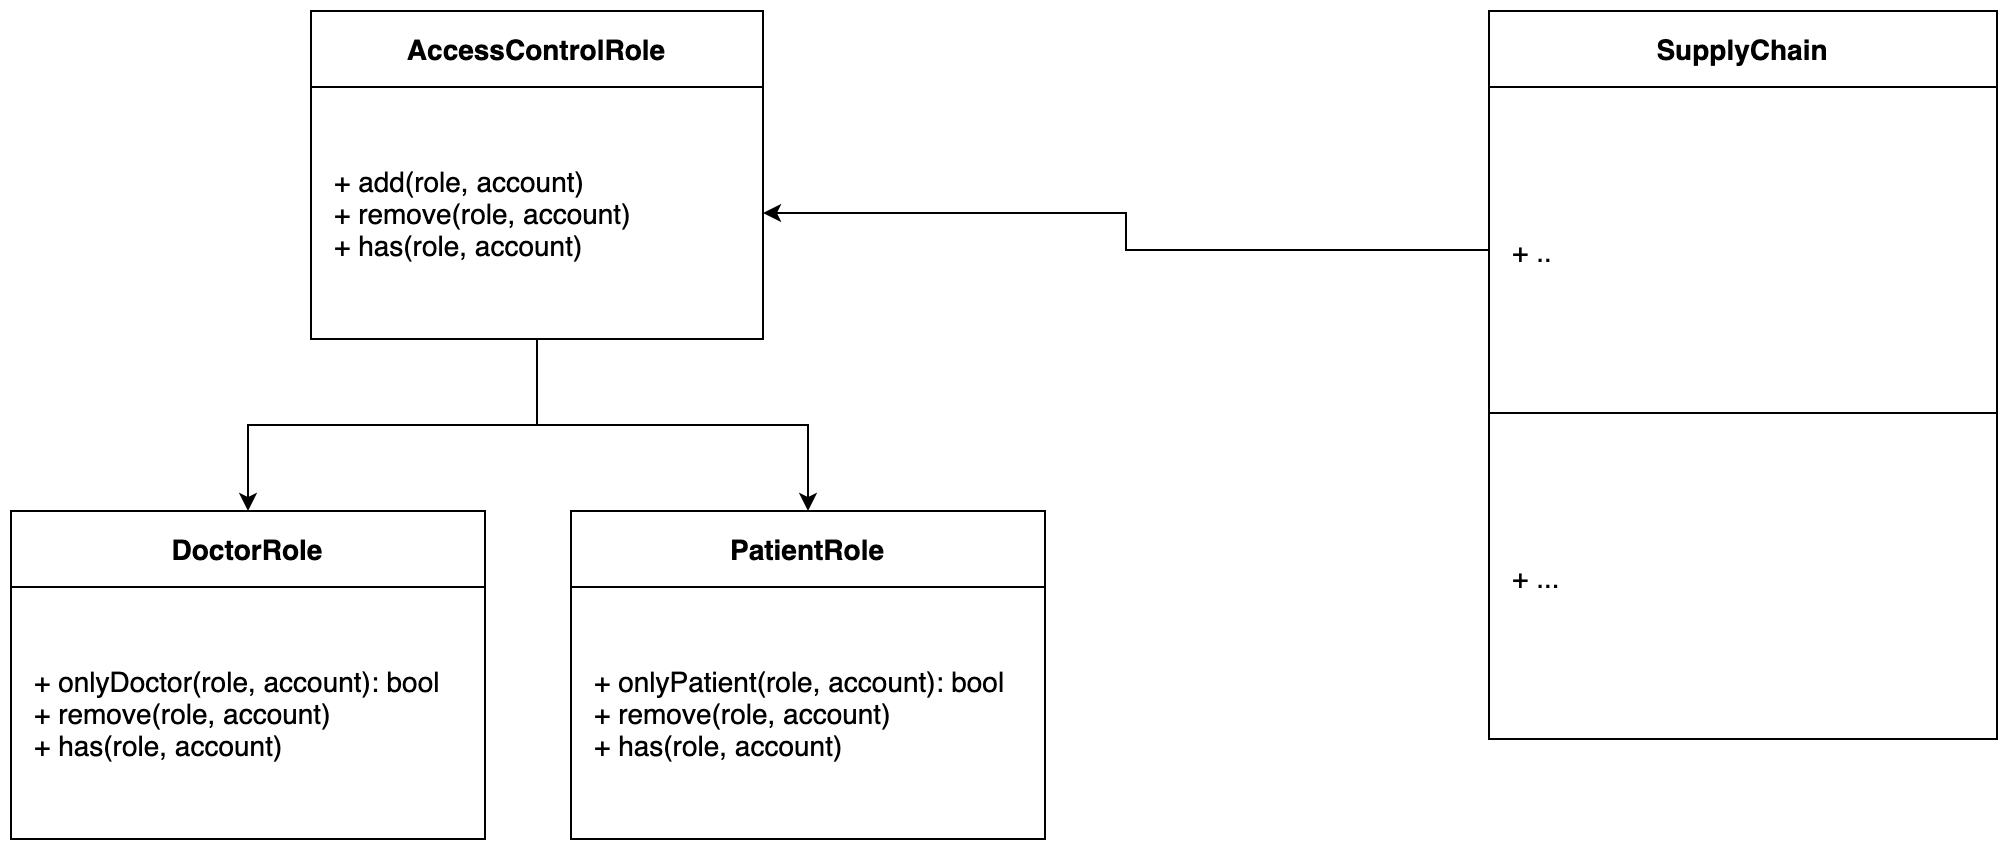 AccessControlRole
+ add(role, account)
+ remove(role, account)
+ has(role, account)
SupplyChain
+ ..
+ ...
DoctorRole
+ onlyDoctor(role, account): bool
+ remove(role, account)
+ has(role, account)
PatientRole
+ onlyPatient(role, account): bool
+ remove(role, account)
+ has(role, account)